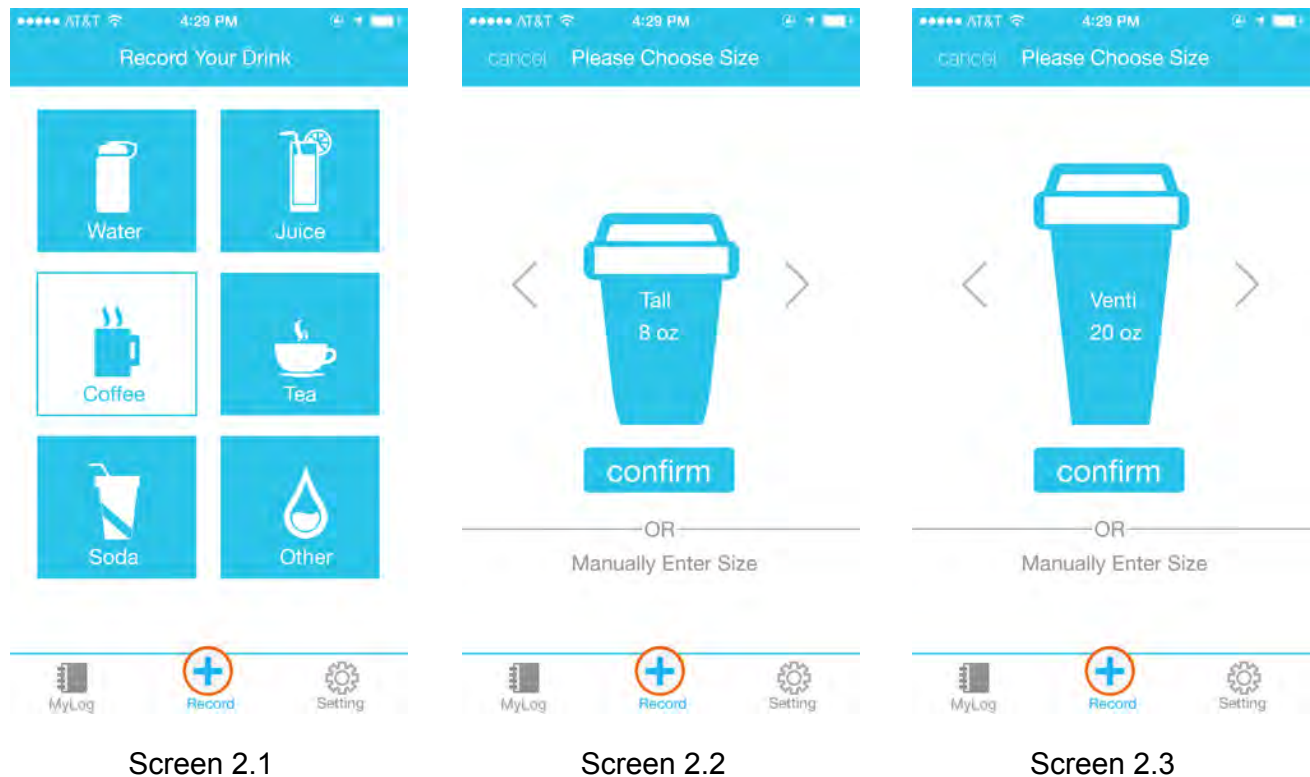 AT&T 4:29 PM
Record Your Drink
Water
Juice
Coffee
Tea
Soda
Other
MyLog
Record
Setting
Screen 2.1
AT&T 4:29 PM
cancel Please Choose Size
Tall
8 oz
confirm
OR
Manually Enter Size
MyLog
Record
Setting
Screen 2.2
AT&T 4:29 PM
cancel Please Choose Size
Venti
20 oz
confirm
OR
Manually Enter Size
MyLog
Record
Setting
Screen 2.3